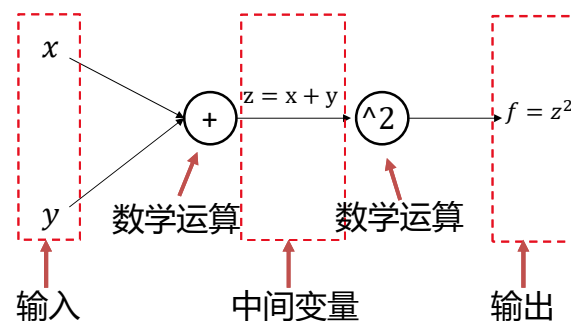 x
y
+
z = x + y
^2
f = z²
数学运算
数学运算
输入
中间变量
输出